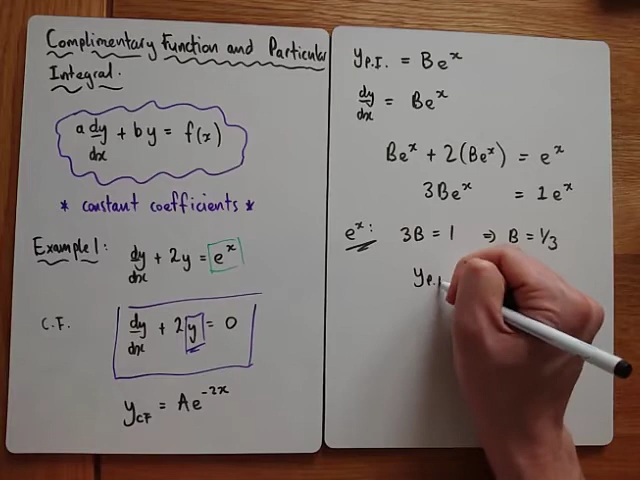 Complimentary Function and Particular
Integral.
a dy/dx + by = f(x)
* constant coefficients *
Example 1: dy/dx + 2y = e^x
C.F. dy/dx + 2y = 0
y_CF = Ae^-2x
y_P.I. = Be^x
dy/dx = Be^x
Be^x + 2(Be^x) = e^x
3Be^x = 1e^x
e^x: 3B = 1 ⇒ B = 1/3
y_P.I